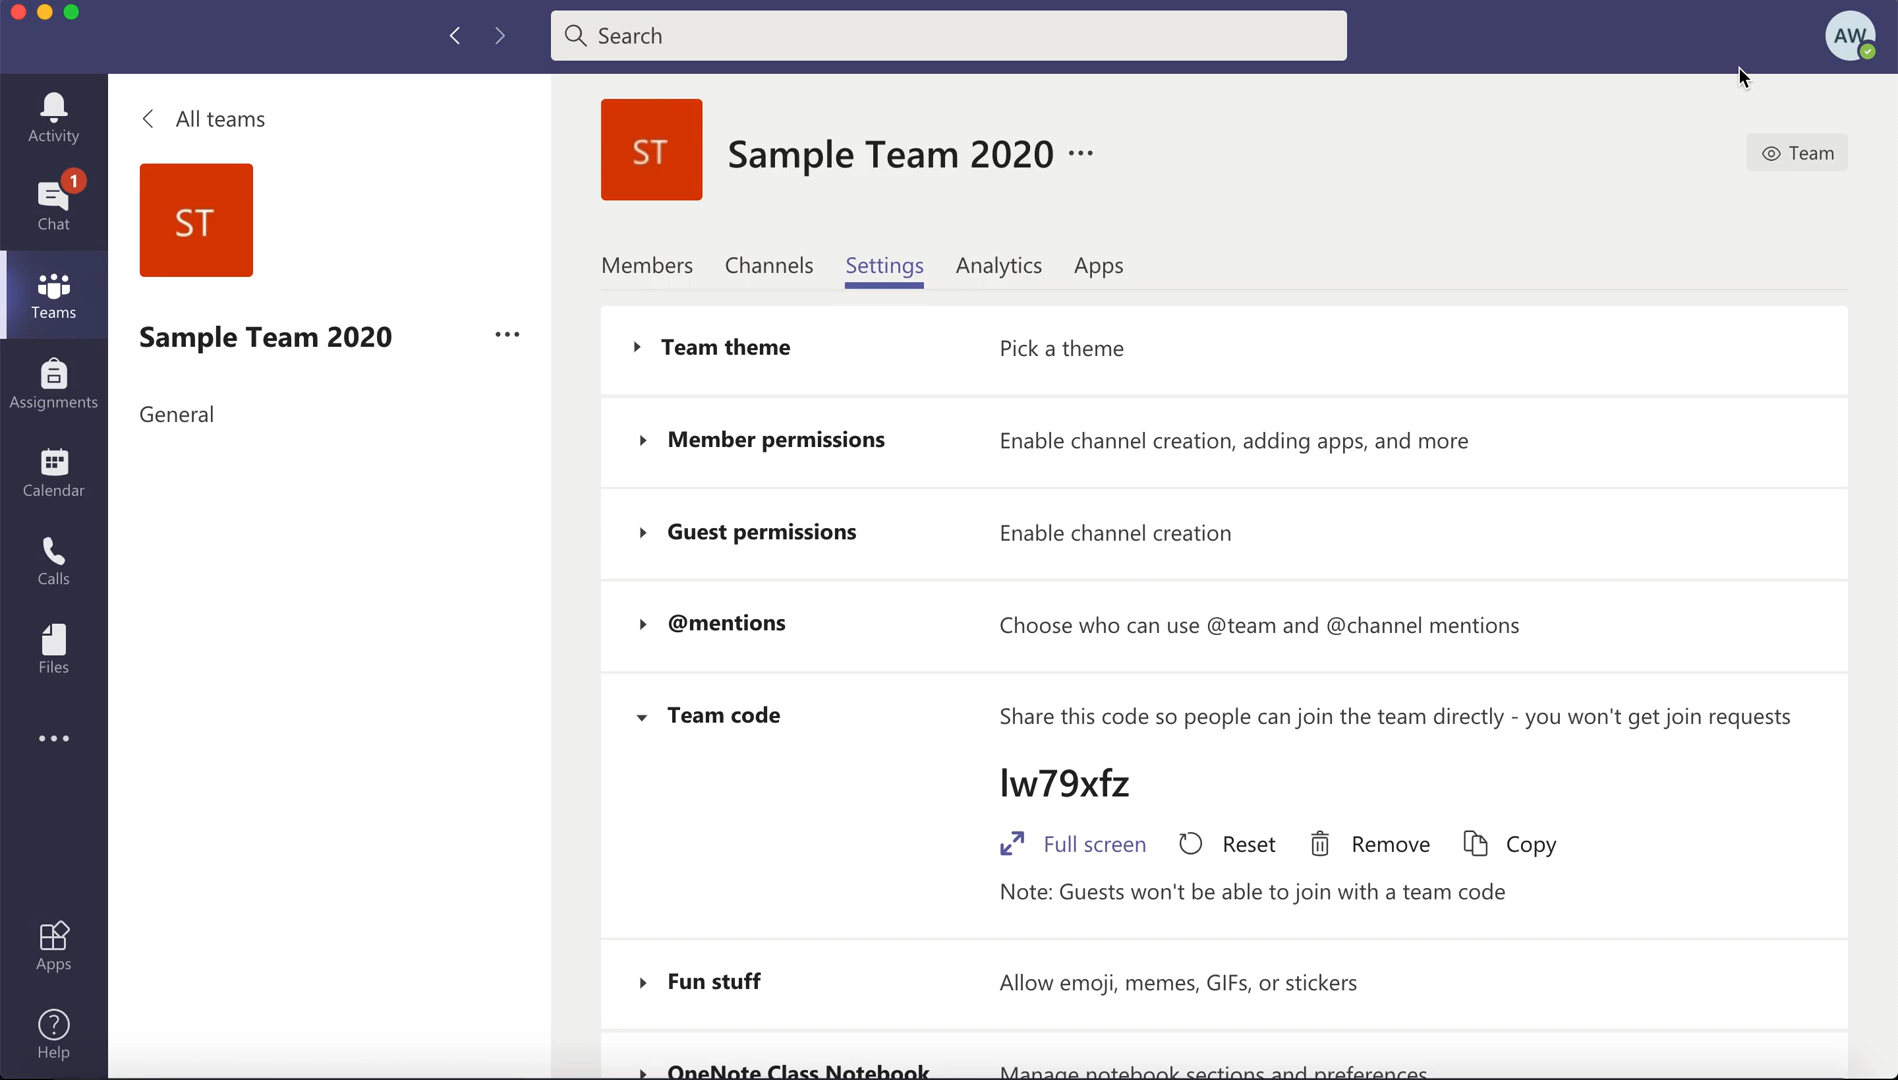 Search
AW
Activity
1
Chat
Teams
Assignments
Calendar
Calls
Files
Apps
Help
All teams
ST
Sample Team 2020 ...
General
ST
Sample Team 2020 ...
Team
Members Channels Settings Analytics Apps
Team theme Pick a theme
Member permissions Enable channel creation, adding apps, and more
Guest permissions Enable channel creation
@mentions Choose who can use @team and @channel mentions
Team code Share this code so people can join the team directly - you won't get join requests
lw79xfz
Full screen Reset Remove Copy
Note: Guests won't be able to join with a team code
Fun stuff Allow emoji, memes, GIFs, or stickers
OneNote Class Notebook Manage notebook sections and preferences